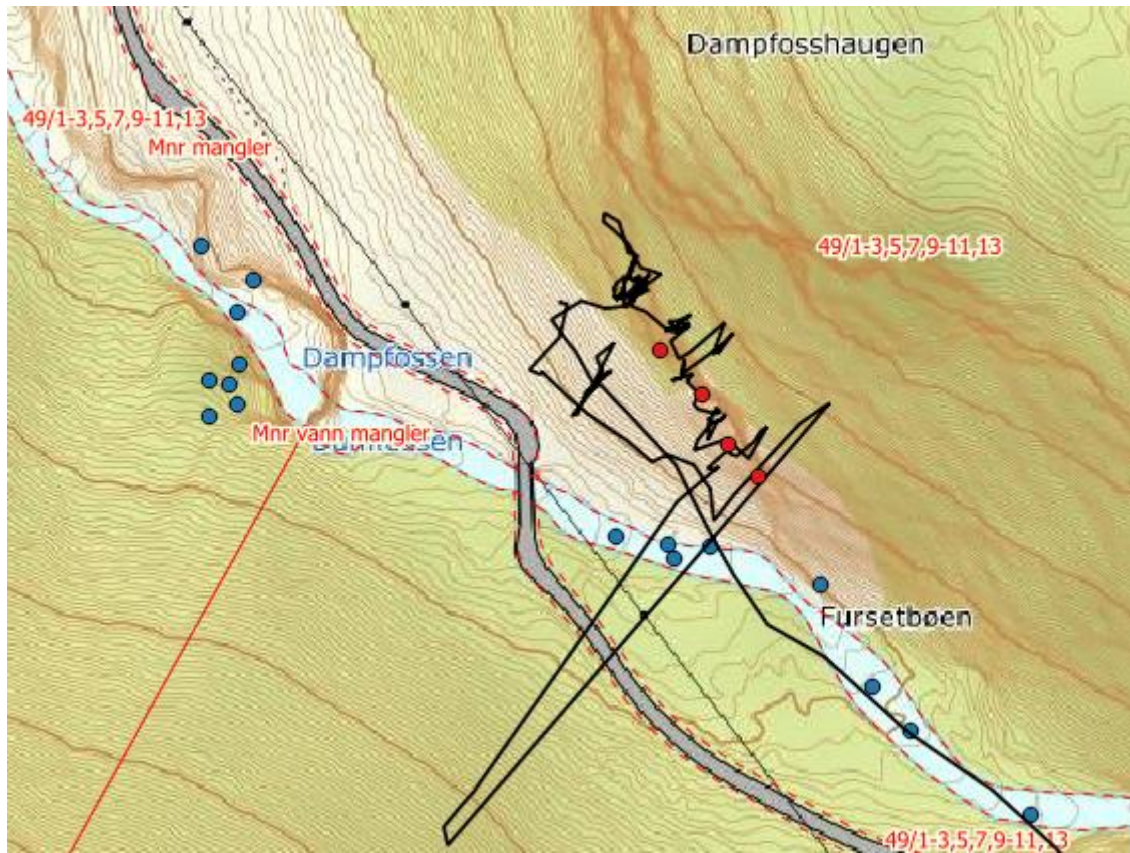 Dampfosshaugen
49/1-3,5,7,9-11,13
Mnr mangler
49/1-3,5,7,9-11,13
Dampfossen
Mnr vann mangler
Dampfossen
Fursetbøen
49/1-3,5,7,9-11,13